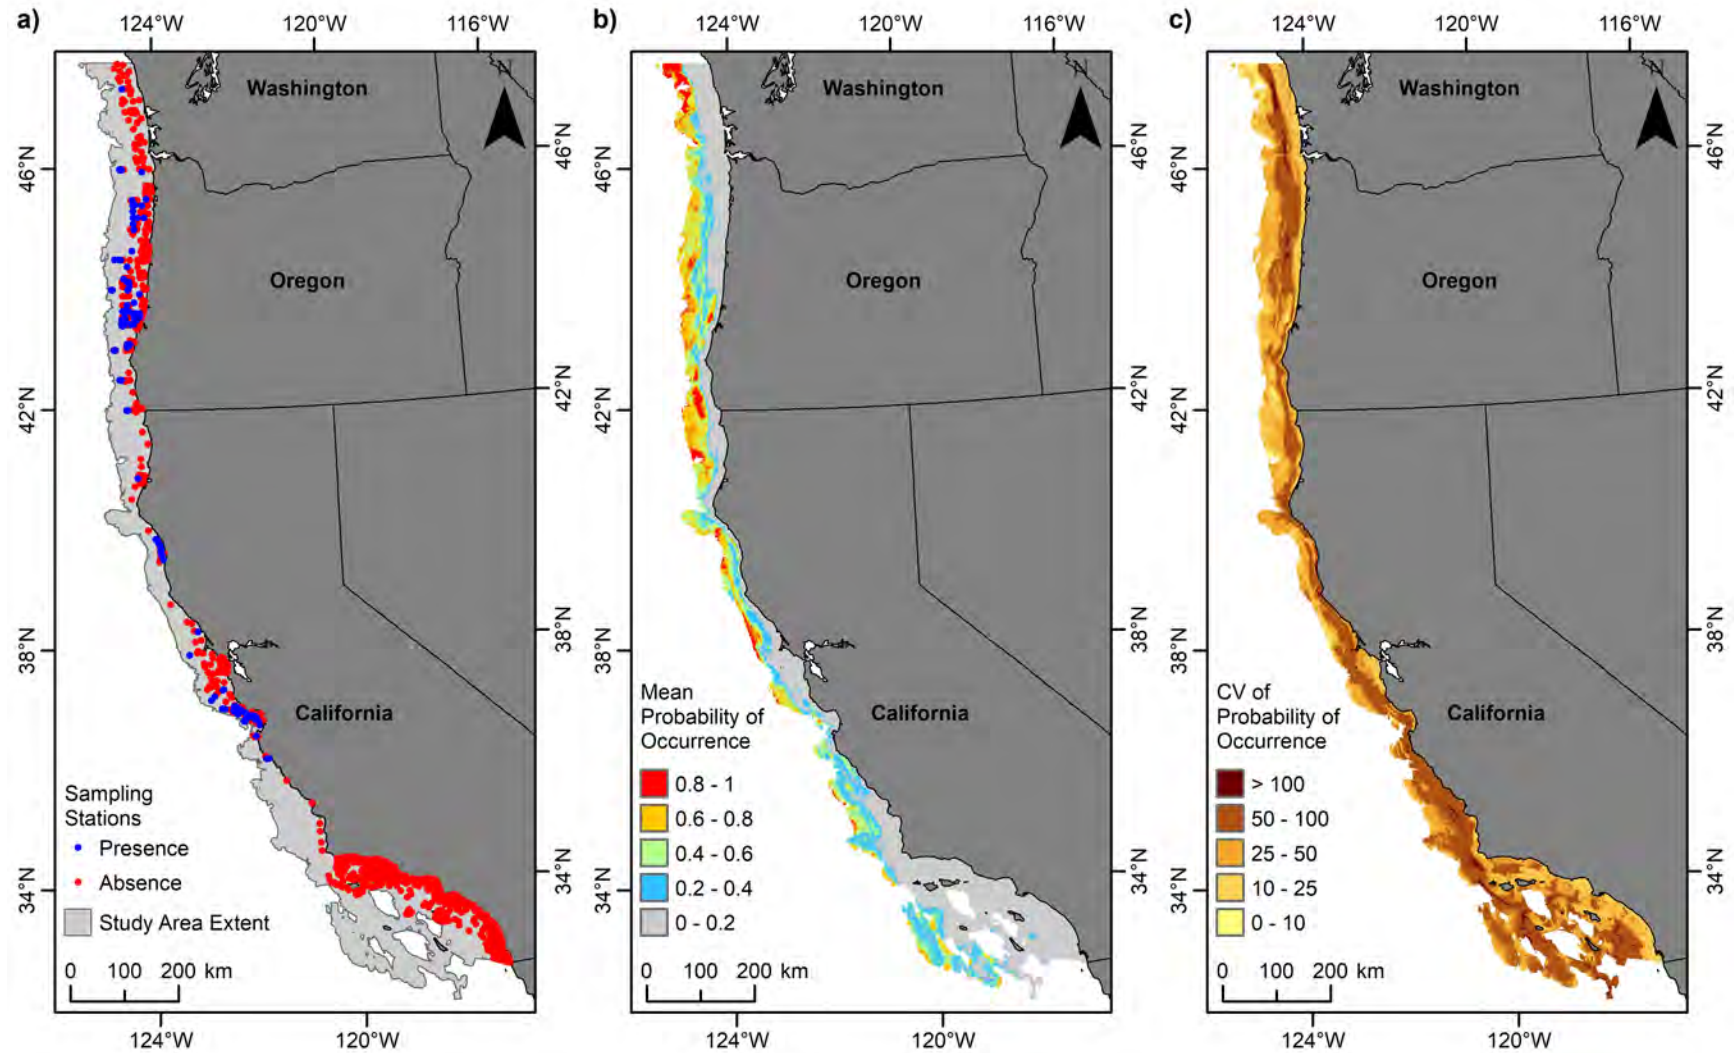 a)
124°W 120°W 116°W
Washington
N
46°N
46°N
Oregon
42°N
42°N
38°N
38°N
California
Sampling
Stations
Presence
Absence
Study Area Extent
34°N
34°N
0 100 200 km
124°W 120°W
b)
124°W 120°W 116°W
Washington
N
46°N
46°N
Oregon
42°N
42°N
38°N
38°N
Mean
Probability of
Occurrence
California
0.8 - 1
0.6 - 0.8
0.4 - 0.6
0.2 - 0.4
0 - 0.2
34°N
34°N
0 100 200 km
124°W 120°W
c)
124°W 120°W 116°W
Washington
N
46°N
46°N
Oregon
42°N
42°N
38°N
38°N
CV of
Probability of
Occurrence
California
> 100
50 - 100
25 - 50
10 - 25
0 - 10
34°N
34°N
0 100 200 km
124°W 120°W